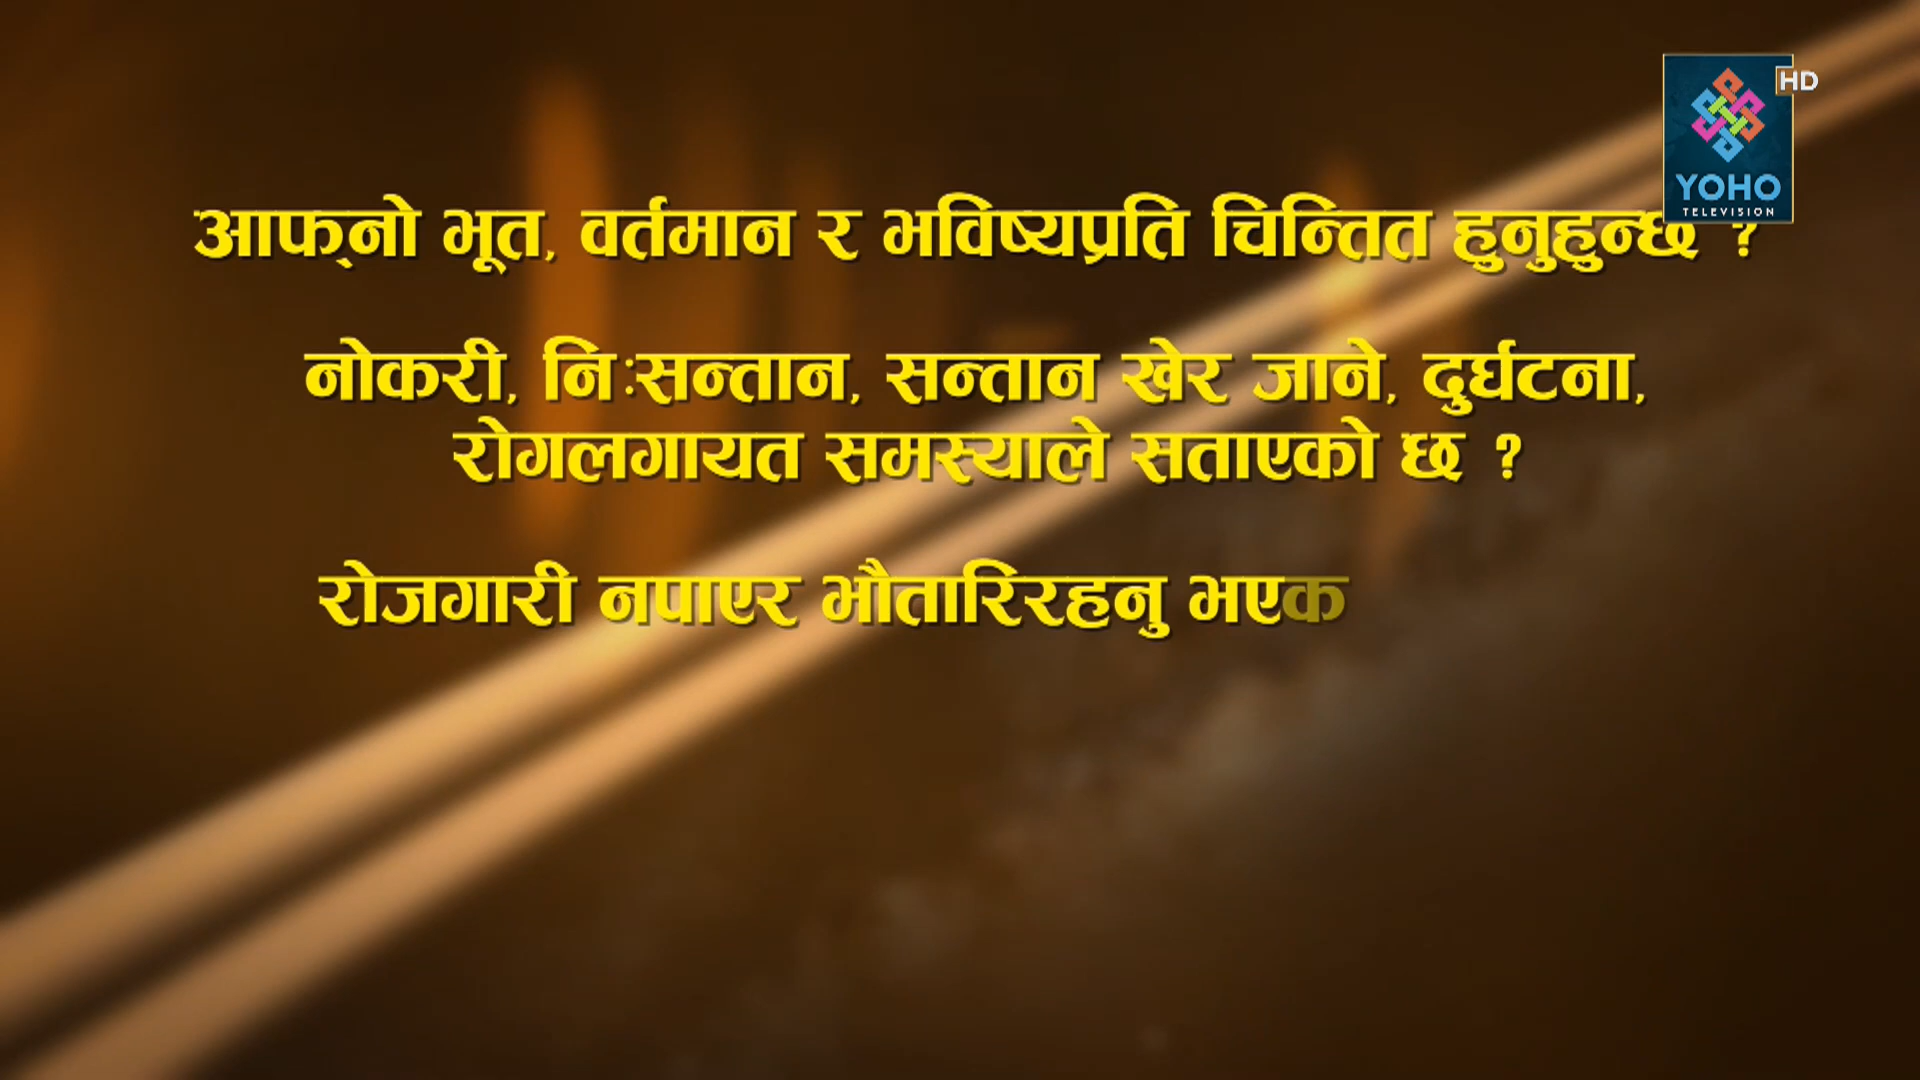 HD
YOHO
TELEVISION
आफ्‌नो भूत, वर्तमान र भविष्यप्रति चिन्तित हुनुहुन्छ ?
नोकरी, निःसन्तान, सन्तान खेर जाने, दुर्घटना,
रोगलगायत समस्याले सताएको छ ?
रोजगारी नपाएर भौतारिरहनु भएक